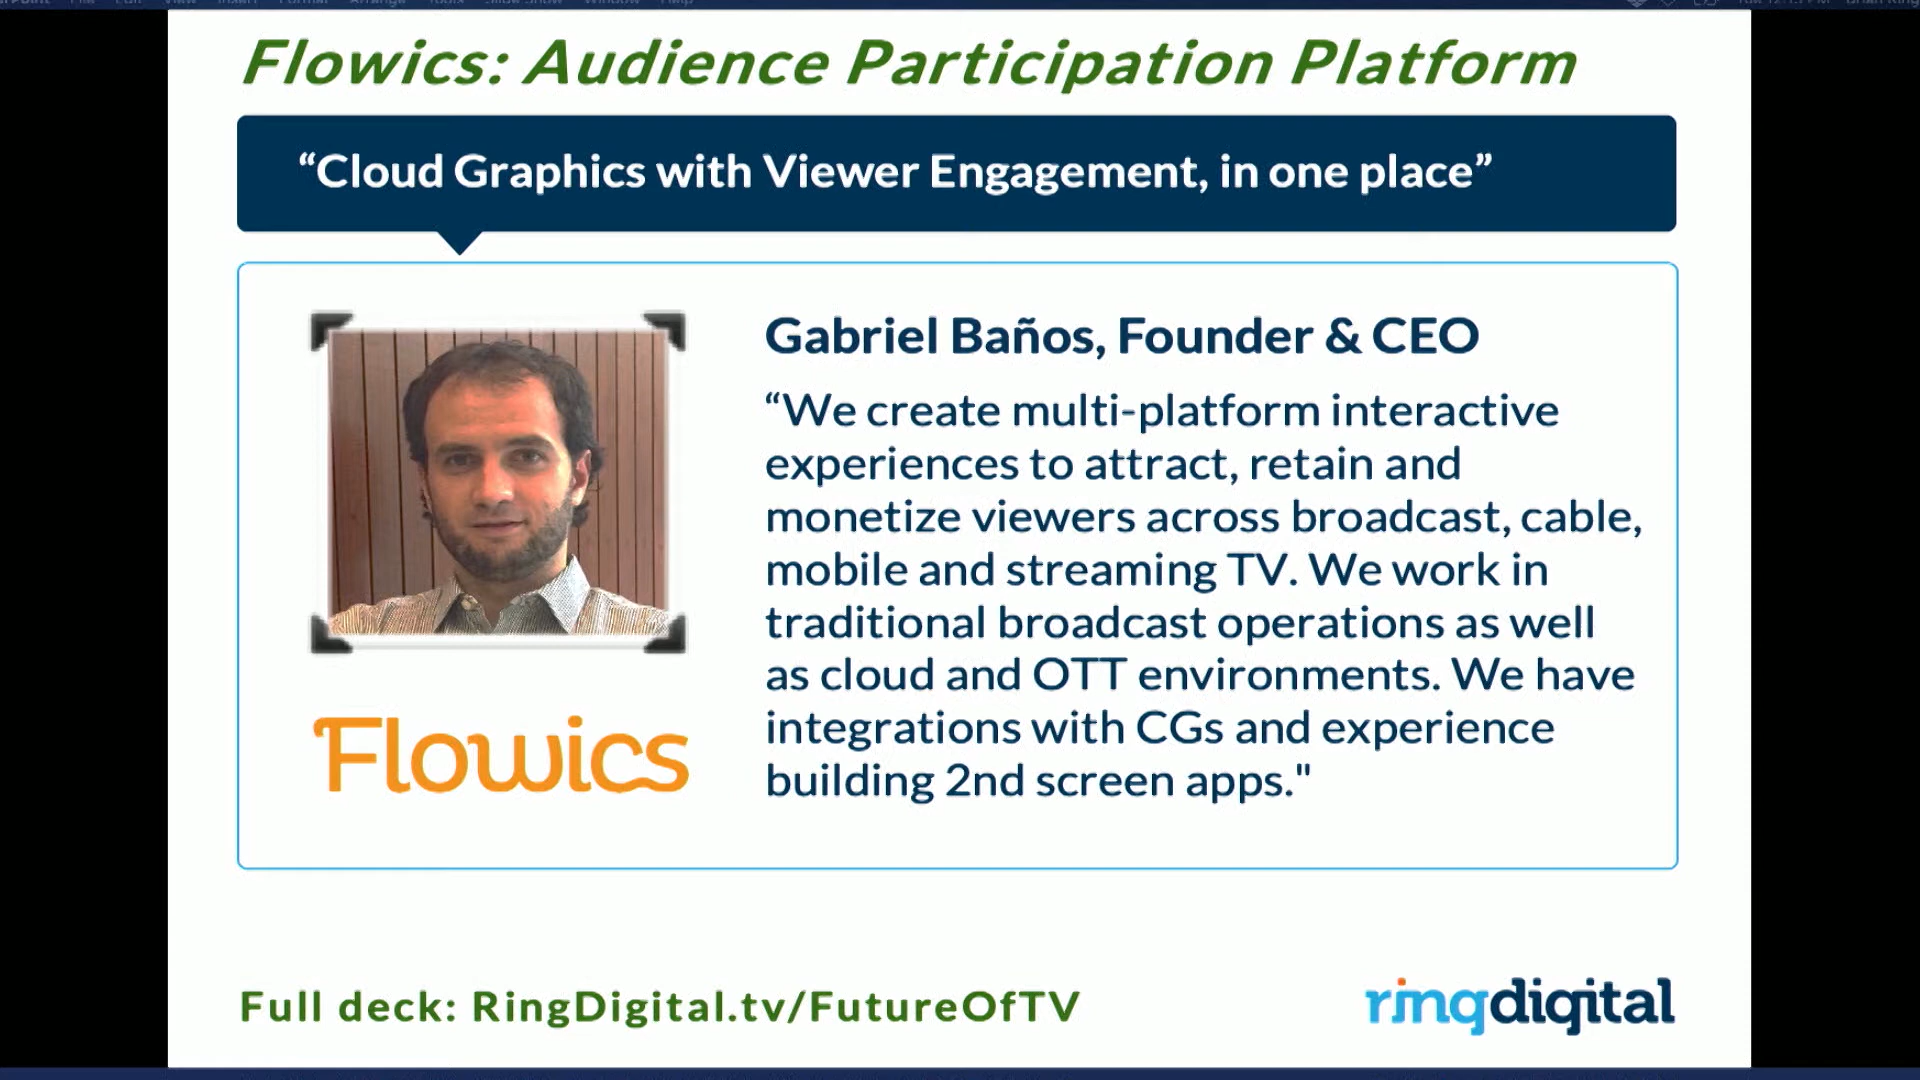 Flowics: Audience Participation Platform
“Cloud Graphics with Viewer Engagement, in one place”
Gabriel Baños, Founder & CEO
“We create multi-platform interactive
experiences to attract, retain and
monetize viewers across broadcast, cable,
mobile and streaming TV. We work in
traditional broadcast operations as well
as cloud and OTT environments. We have
integrations with CGs and experience
building 2nd screen apps."
Flowics
Full deck: RingDigital.tv/FutureOfTV
ringdigital